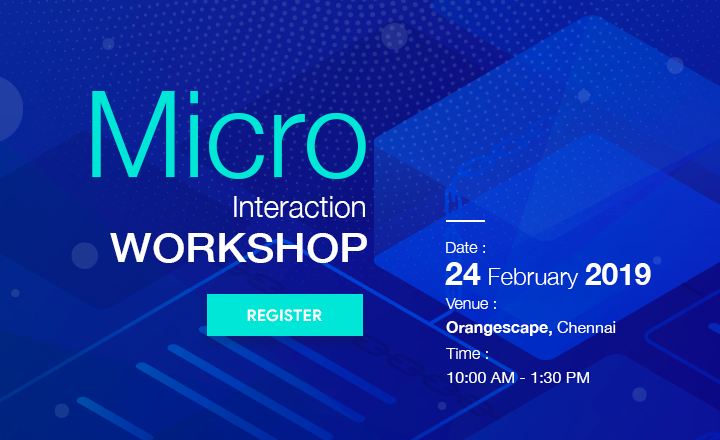 Micro
Interaction
WORKSHOP
REGISTER
Date :
24 February 2019
Venue :
Orangescape, Chennai
Time :
10:00 AM - 1:30 PM